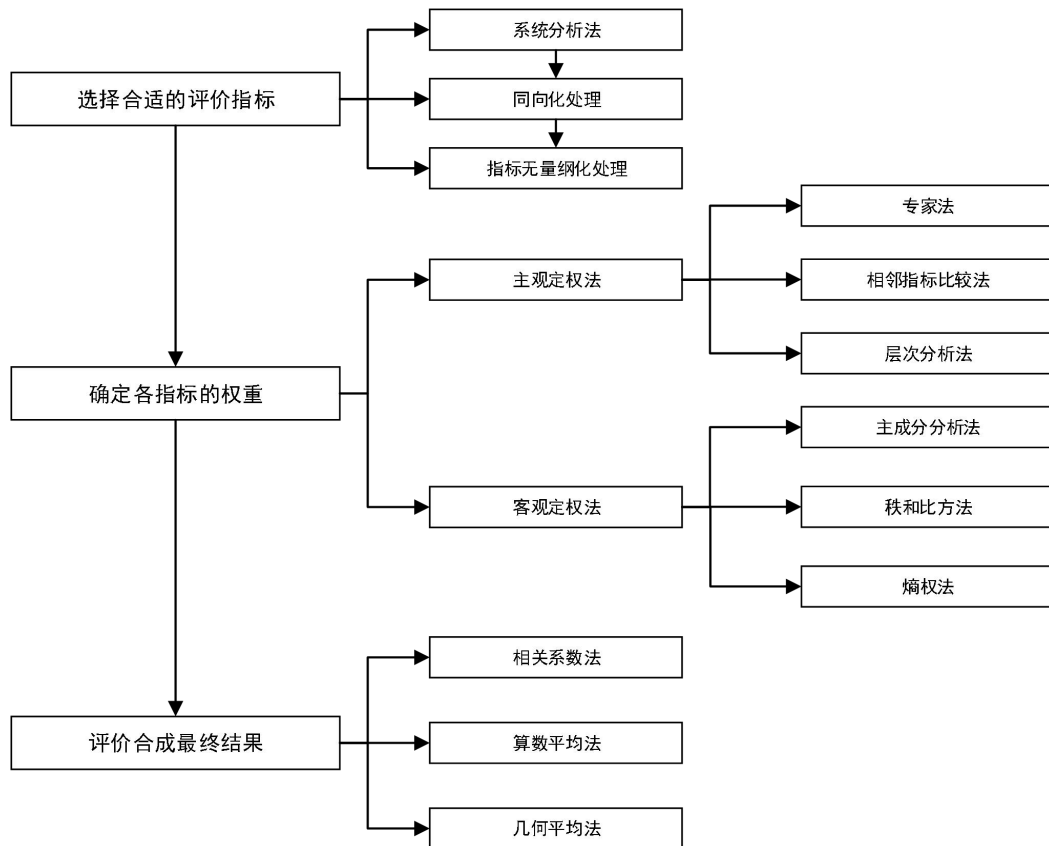 选择合适的评价指标
系统分析法
同向化处理
指标无量纲化处理
确定各指标的权重
主观定权法
专家法
相邻指标比较法
层次分析法
客观定权法
主成分分析法
秩和比方法
熵权法
评价合成最终结果
相关系数法
算数平均法
几何平均法